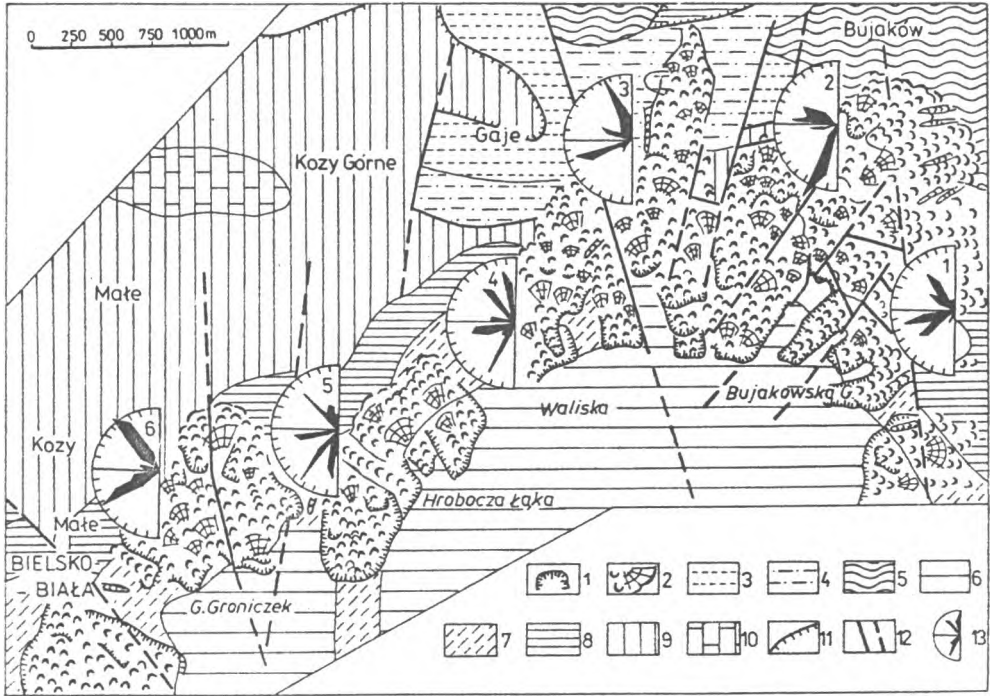 0 250 500 750 1000m
Bujaków
3
2
Gaje
Kozy Górne
1
4
Małe
5
Waliska
Bujakowska G.
6
Kozy
Hrobocza Łąka
Małe
BIELSKO
- BIAŁA
G.Groniczek
1 2 3 4 5 6
7 8 9 10 11 12 13